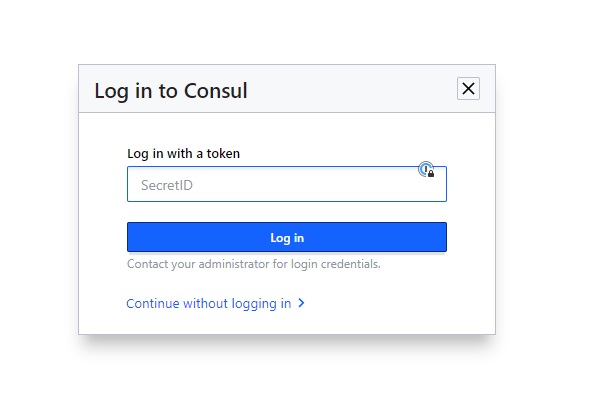 Log in to Consul
Log in with a token
SecretID
Log in
Contact your administrator for login credentials.
Continue without logging in